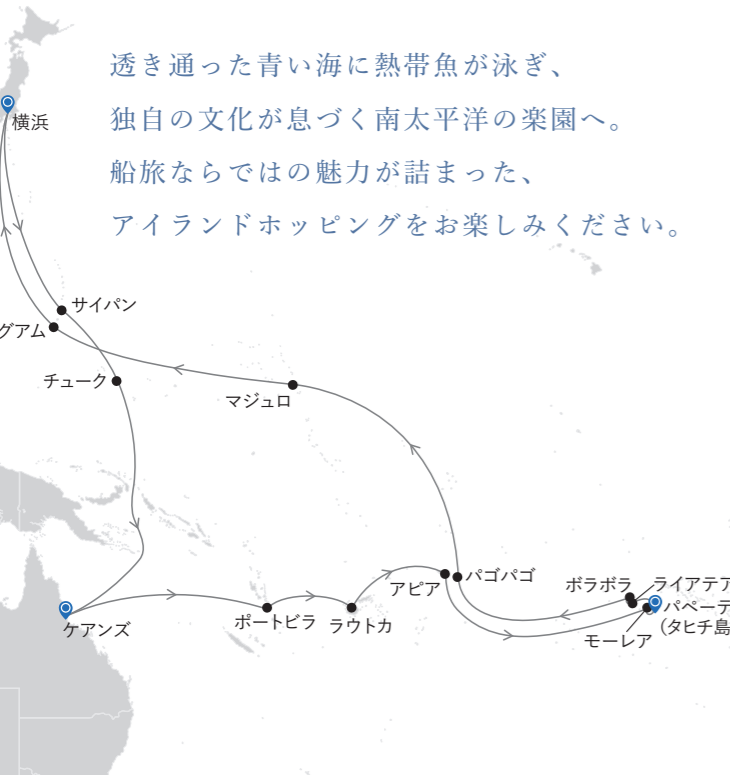 透き通った青い海に熱帯魚が泳ぎ、
独自の文化が息づく南太平洋の楽園へ。
船旅ならではの魅力が詰まった、
アイランドホッピングをお楽しみください。
横浜
サイパン
グアム
チューク
マジュロ
アピア
パゴパゴ
ボラボラ
ライアテア
パペーテ
(タヒチ島
モーレア
ケアンズ
ポートビラ
ラウトカ